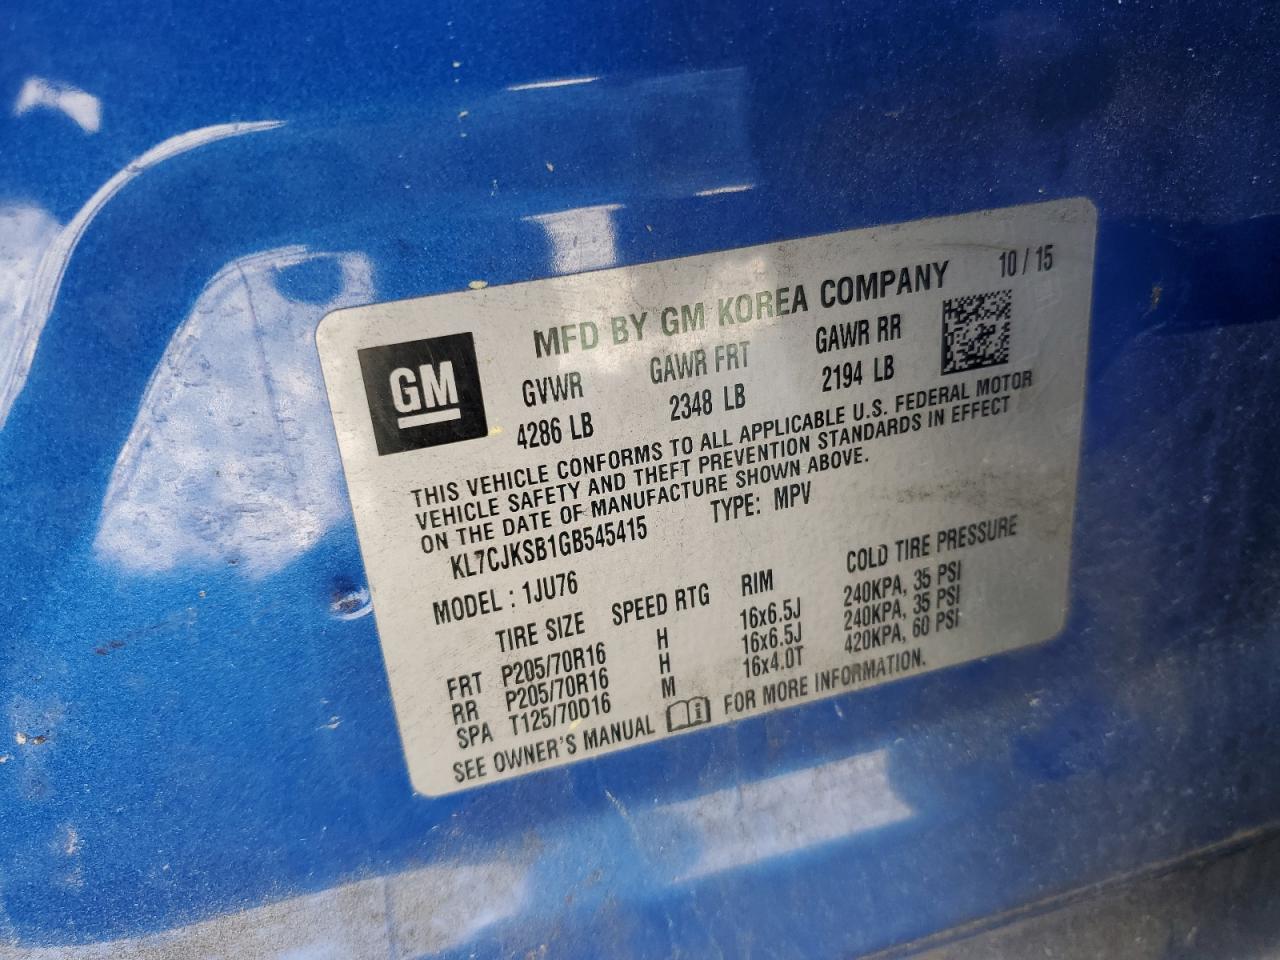 GM
MFD BY GM KOREA COMPANY 10 / 15
GVWR GAWR FRT GAWR RR
4286 LB 2348 LB 2194 LB
THIS VEHICLE CONFORMS TO ALL APPLICABLE U.S. FEDERAL MOTOR
VEHICLE SAFETY AND THEFT PREVENTION STANDARDS IN EFFECT
ON THE DATE OF MANUFACTURE SHOWN ABOVE.
KL7CJKSB1GB545415 TYPE: MPV
MODEL : 1JU76
TIRE SIZE SPEED RTG RIM COLD TIRE PRESSURE
FRT P205/70R16 H 16x6.5J 240KPA, 35 PSI
RR P205/70R16 H 16x6.5J 240KPA, 35 PSI
SPA T125/70D16 M 16x4.0T 420KPA, 60 PSI
SEE OWNER'S MANUAL FOR MORE INFORMATION.